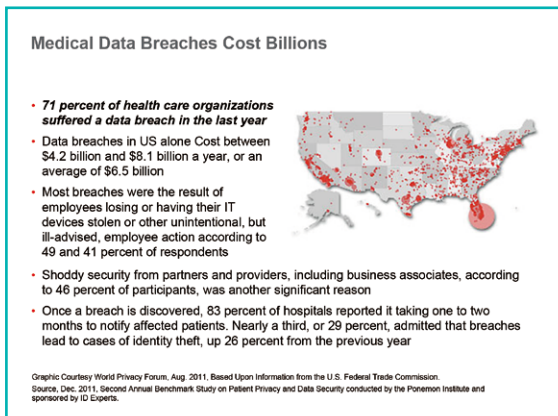 Medical Data Breaches Cost Billions
• 71 percent of health care organizations
suffered a data breach in the last year
• Data breaches in US alone Cost between
$4.2 billion and $8.1 billion a year, or an
average of $6.5 billion
• Most breaches were the result of
employees losing or having their IT
devices stolen or other unintentional, but
ill-advised, employee action according to
49 and 41 percent of respondents
• Shoddy security from partners and providers, including business associates, according
to 46 percent of participants, was another significant reason
• Once a breach is discovered, 83 percent of hospitals reported it taking one to two
months to notify affected patients. Nearly a third, or 29 percent, admitted that breaches
lead to cases of identity theft, up 26 percent from the previous year
Graphic Courtesy World Privacy Forum, Aug. 2011, Based Upon Information from the U.S. Federal Trade Commission.
Source, Dec. 2011, Second Annual Benchmark Study on Patient Privacy and Data Security conducted by the Ponemon Institute and
sponsored by ID Experts.